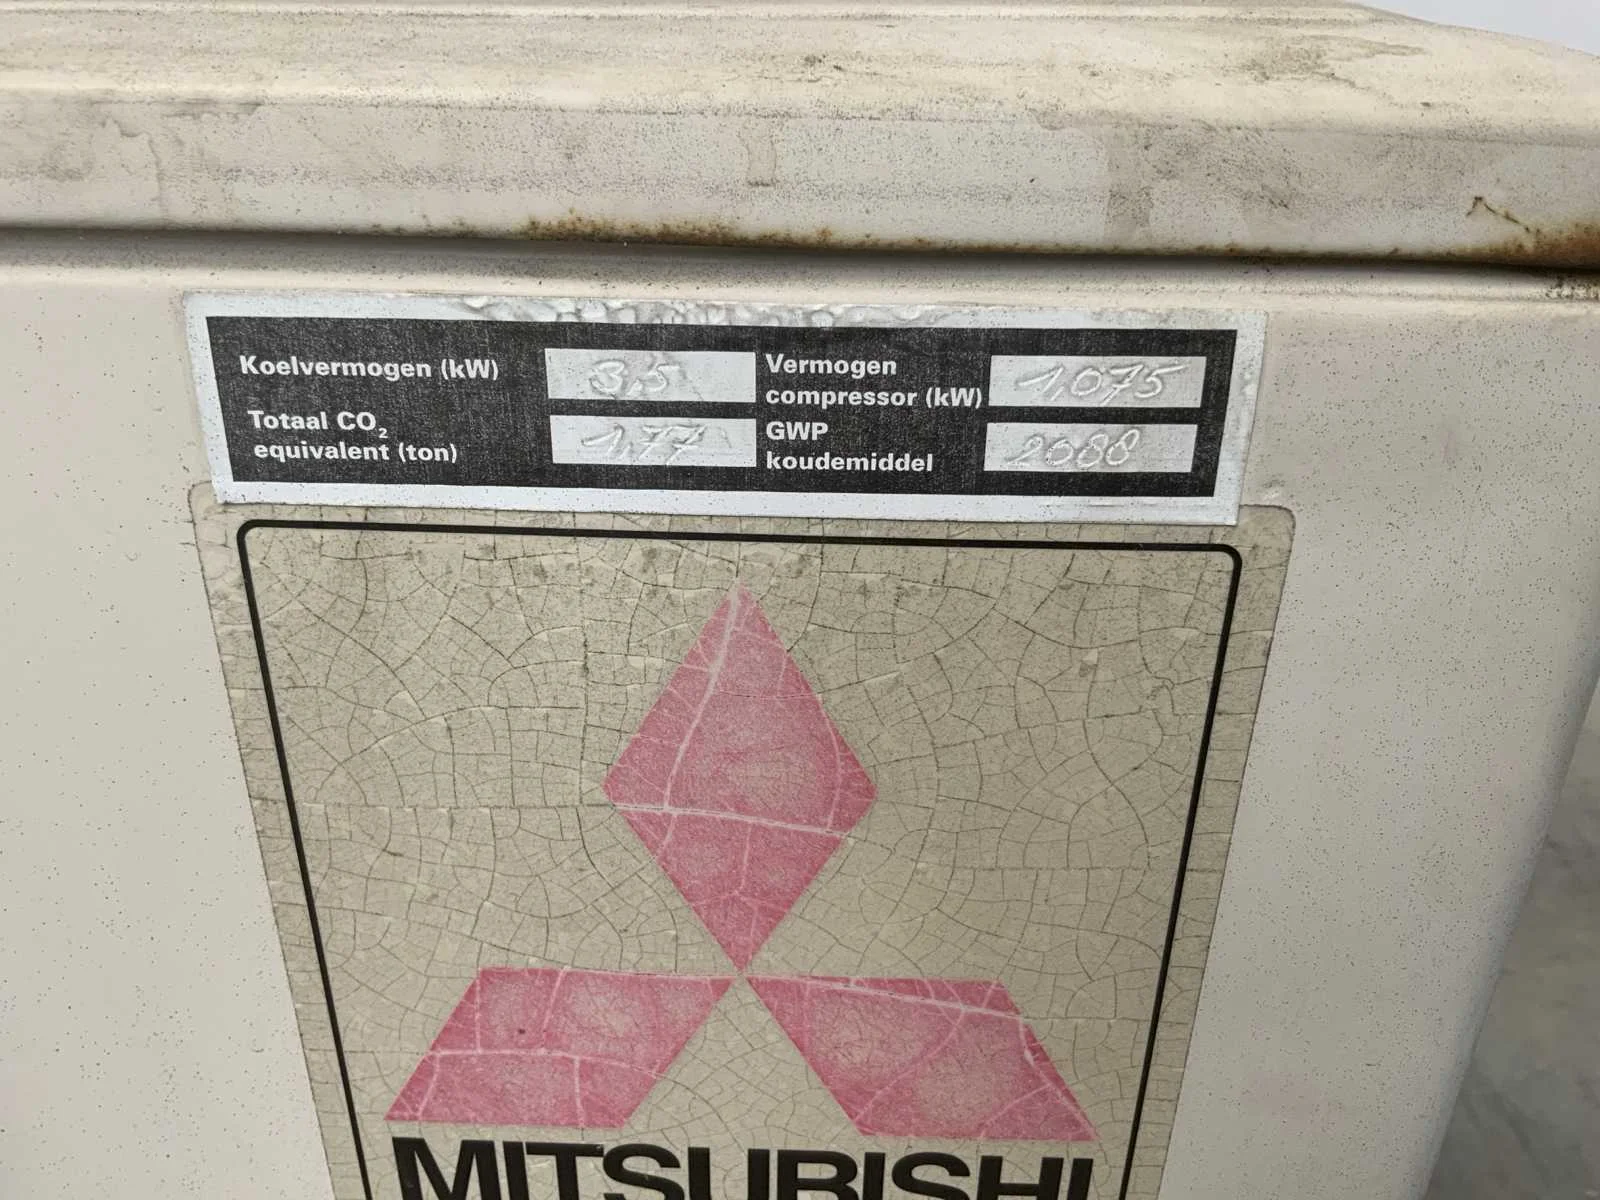 Koelvermogen (kW) 3,5 Vermogen compressor (kW) 1,075
Totaal CO₂ equivalent (ton) 1,77 GWP koudemiddel 2088
MITSUBISHI